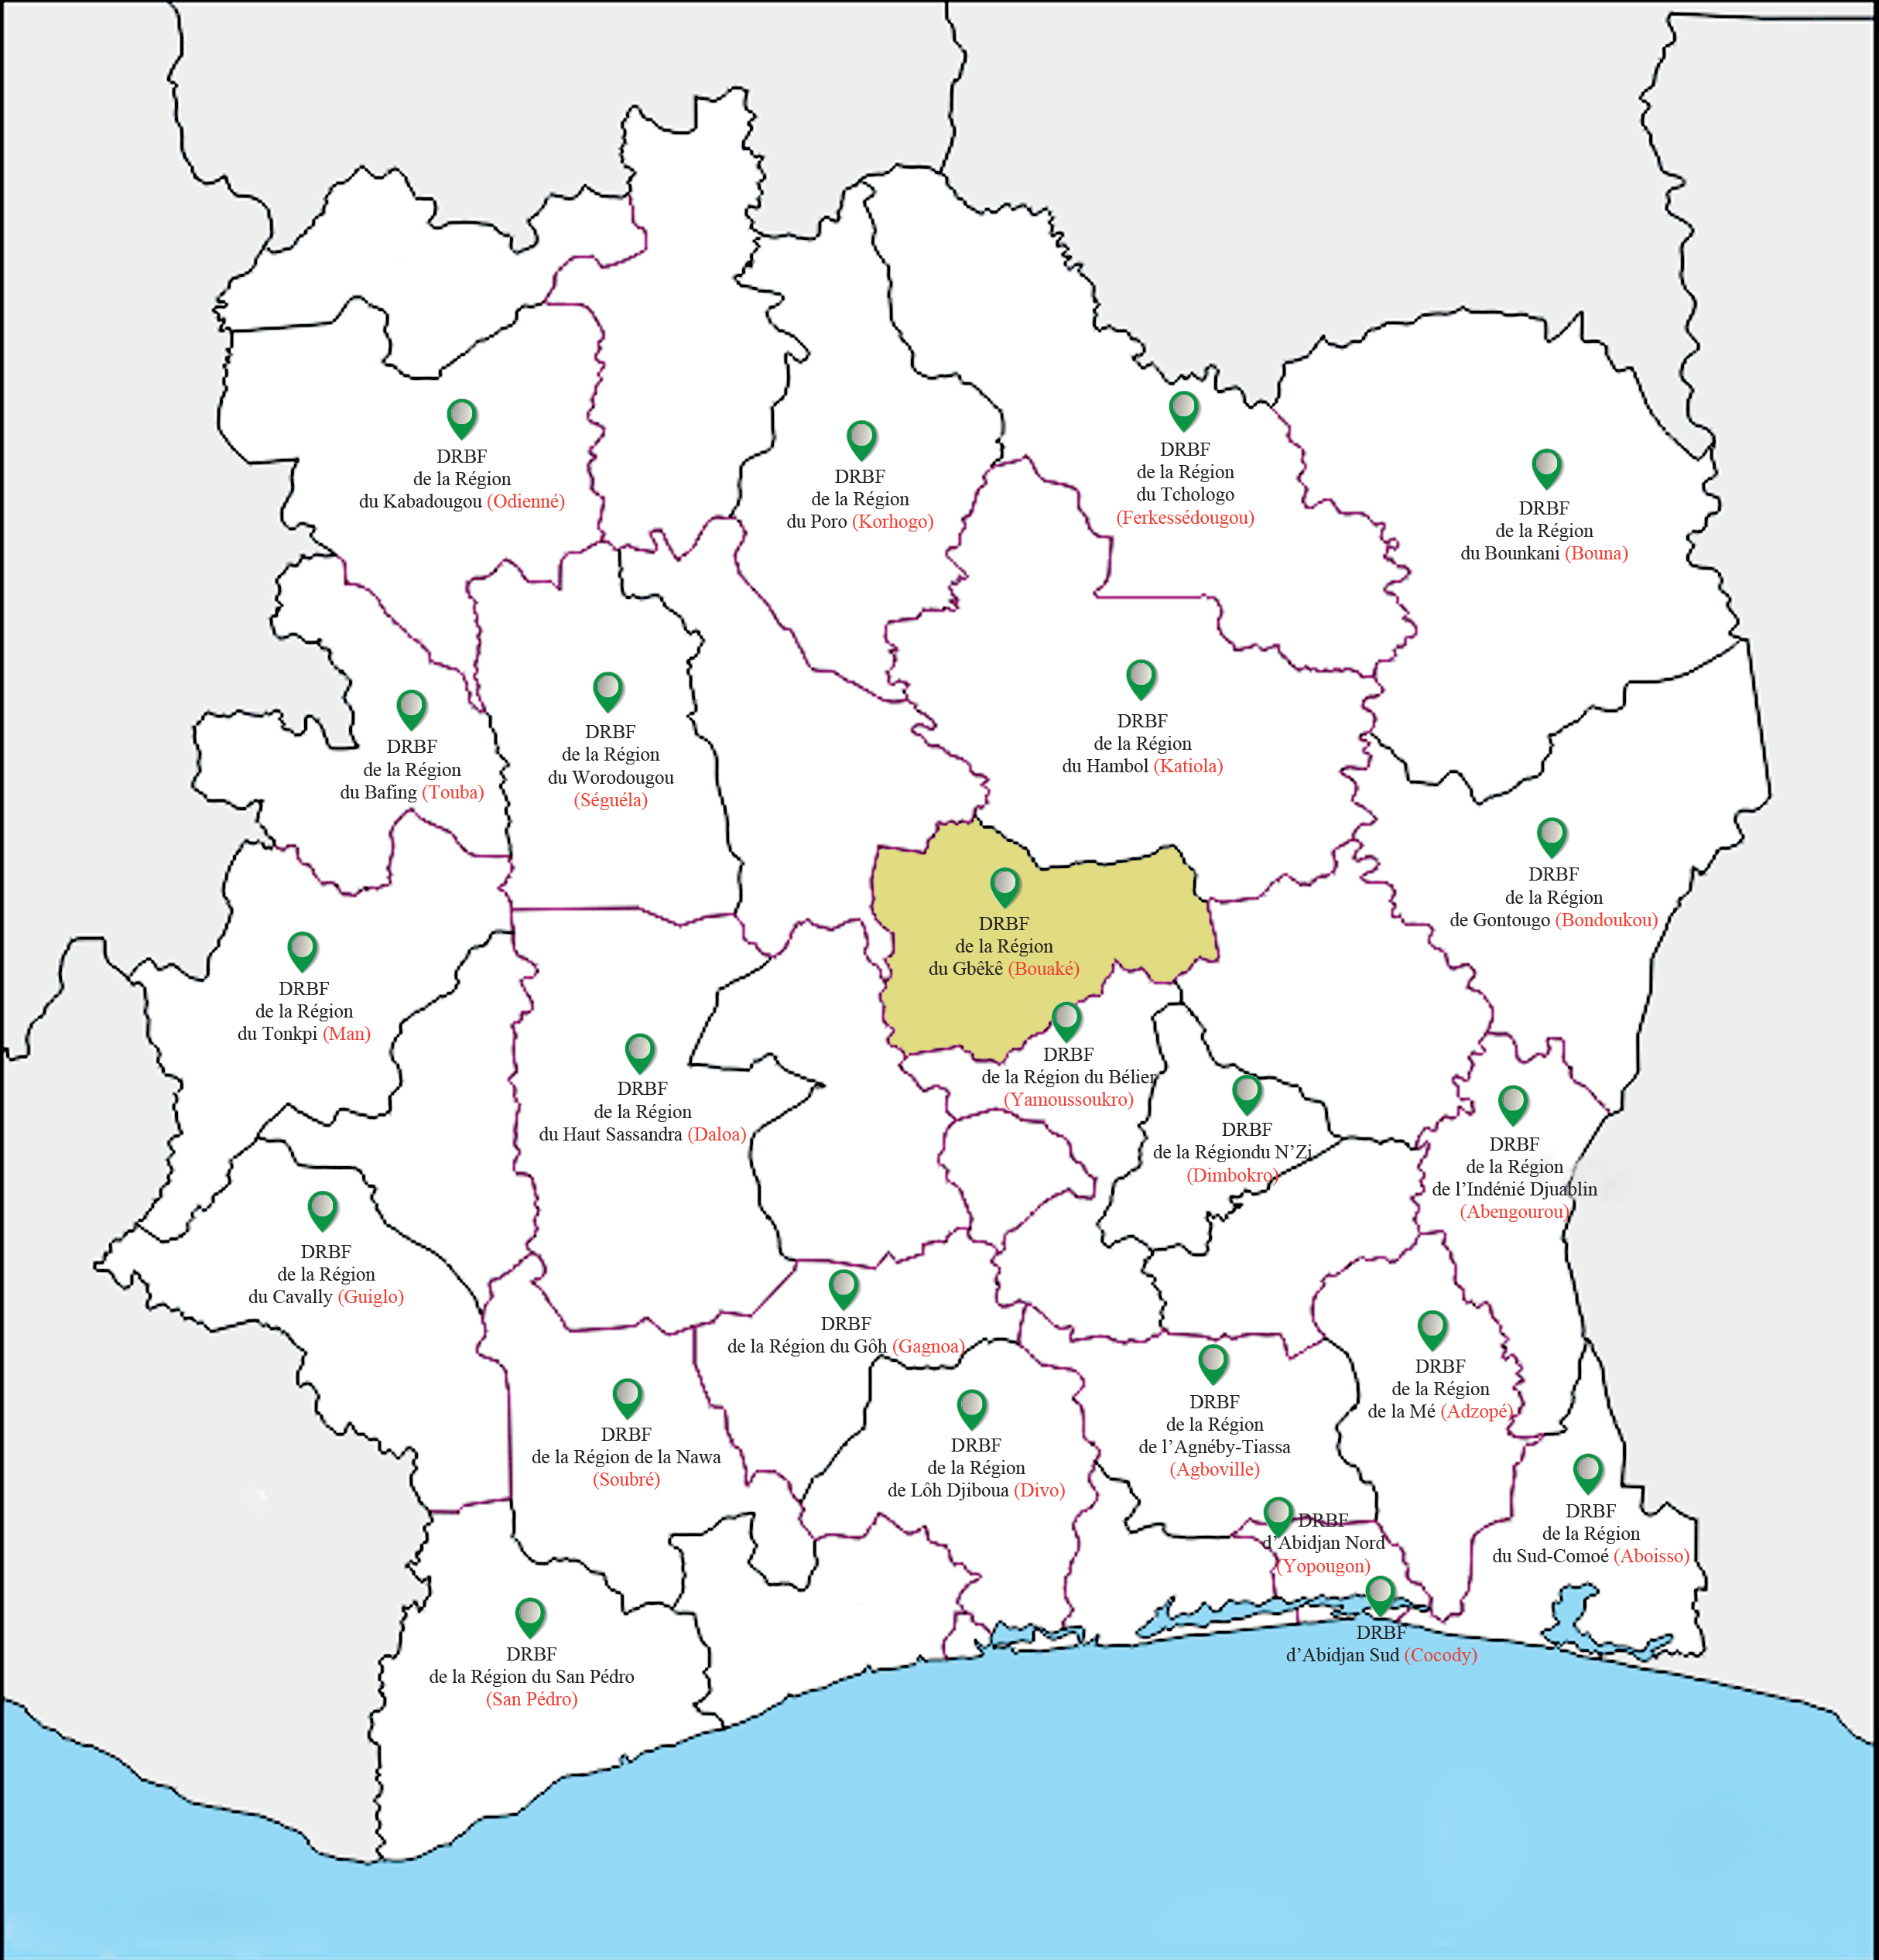 DRBF
de la Région
du Kabadougou (Odienné)
DRBF
de la Région
du Poro (Korhogo)
DRBF
de la Région
du Tchologo
(Ferkessédougou)
DRBF
de la Région
du Bounkani (Bouna)
DRBF
de la Région
du Bafing (Touba)
DRBF
de la Région
du Worodougou
(Séguéla)
DRBF
de la Région
du Hambol (Katiola)
DRBF
de la Région
de Gontougo (Bondoukou)
DRBF
de la Région
du Tonkpi (Man)
DRBF
de la Région
du Gbêkê (Bouaké)
DRBF
de la Région
du Haut Sassandra (Daloa)
DRBF
de la Région du Bélier
(Yamoussoukro)
DRBF
de la Régiondu N’Zi
(Dimbokro)
DRBF
de la Région
de l’Indénié Djuablin
(Abengourou)
DRBF
de la Région
du Cavally (Guiglo)
DRBF
de la Région du Gôh (Gagnoa)
DRBF
de la Région
de la Mé (Adzopé)
DRBF
de la Région de la Nawa
(Soubré)
DRBF
de la Région
de Lôh Djiboua (Divo)
DRBF
de la Région
de l’Agnéby-Tiassa
(Agboville)
DRBF
d’Abidjan Nord
(Yopougon)
DRBF
de la Région
du Sud-Comoé (Aboisso)
DRBF
d’Abidjan Sud (Cocody)
DRBF
de la Région du San Pédro
(San Pédro)